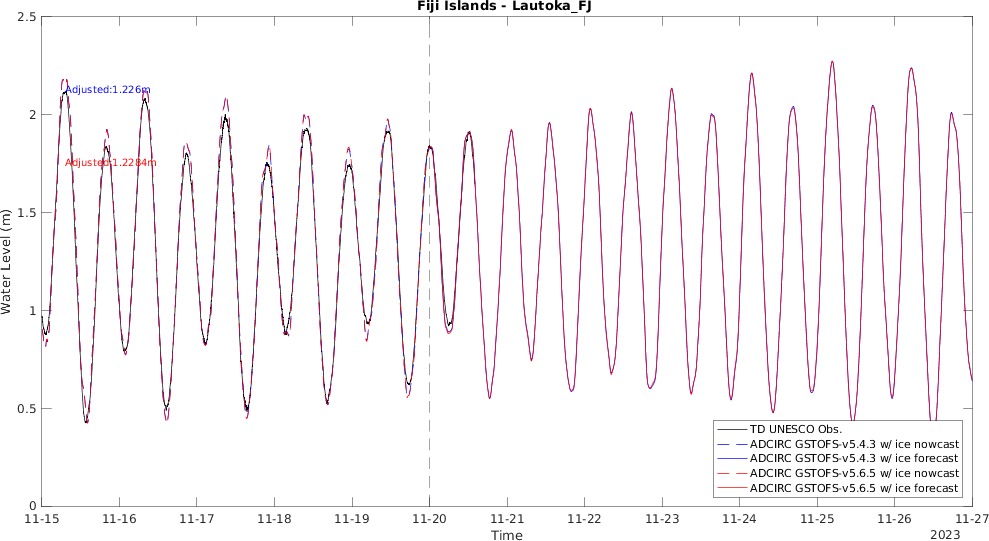 Fiji Islands - Lautoka_FJ
2.5
2
1.5
1
0.5
0
Water Level (m)
Adjusted:1.226m
Adjusted:1.2284m
TD UNESCO Obs.
ADCIRC GSTOFS-v5.4.3 w/ ice nowcast
ADCIRC GSTOFS-v5.4.3 w/ ice forecast
ADCIRC GSTOFS-v5.6.5 w/ ice nowcast
ADCIRC GSTOFS-v5.6.5 w/ ice forecast
11-15 11-16 11-17 11-18 11-19 11-20 11-21 11-22 11-23 11-24 11-25 11-26 11-27
Time
2023